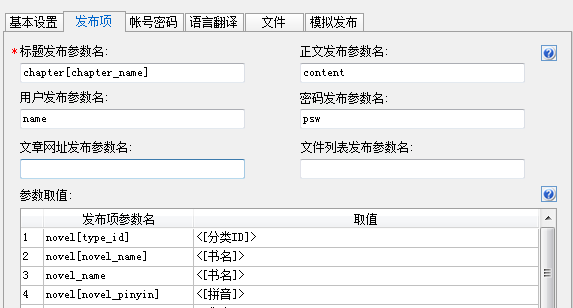 基本设置 发布项 帐号密码 语言翻译 文件 模拟发布
*标题发布参数名: 正文发布参数名:
chapter[chapter_name] content
用户发布参数名: 密码发布参数名:
name psw
文章网址发布参数名: 文件列表发布参数名:
参数取值:
发布项参数名 取值
1 novel[type_id] <[分类ID]>
2 novel[novel_name] <[书名]>
3 novel_name <[书名]>
4 novel[novel_pinyin] <[拼音]>